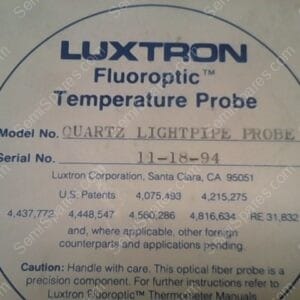 LUXTRON
Fluoroptic™
Temperature Probe
Model No. QUARTZ LIGHTPIPE PROBE
Serial No. 11-18-94
Luxtron Corporation, Santa Clara, CA 95051
U.S. Patents 4,075,493 4,215,275
4,437,772 4,448,547 4,560,286 4,816,634 RE 31,832
and, where applicable, other foreign
counterparts and applications pending.
Caution: Handle with care. This optical fiber probe is a
precision component. For further instructions refer to
Luxtron Fluoroptic™ Thermometer Manuals.